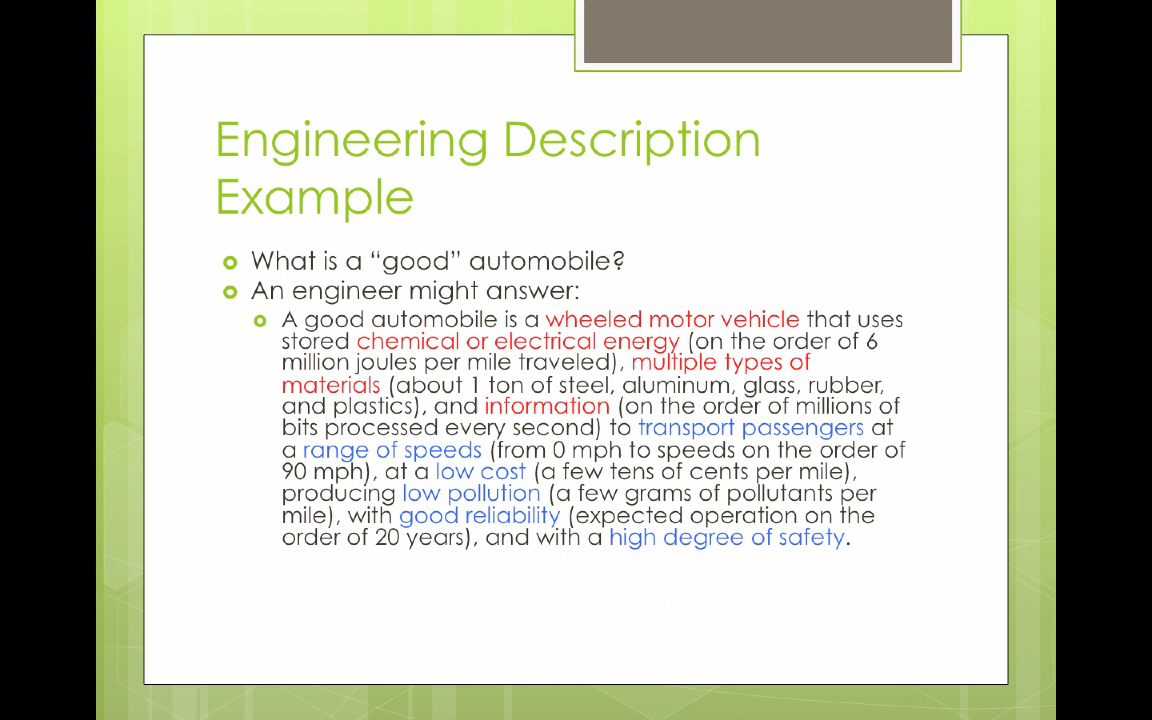 Engineering Description
Example
What is a “good” automobile?
An engineer might answer:
A good automobile is a wheeled motor vehicle that uses
stored chemical or electrical energy (on the order of 6
million joules per mile traveled), multiple types of
materials (about 1 ton of steel, aluminum, glass, rubber,
and plastics), and information (on the order of millions of
bits processed every second) to transport passengers at
a range of speeds (from 0 mph to speeds on the order of
90 mph), at a low cost (a few tens of cents per mile),
producing low pollution (a few grams of pollutants per
mile), with good reliability (expected operation on the
order of 20 years), and with a high degree of safety.